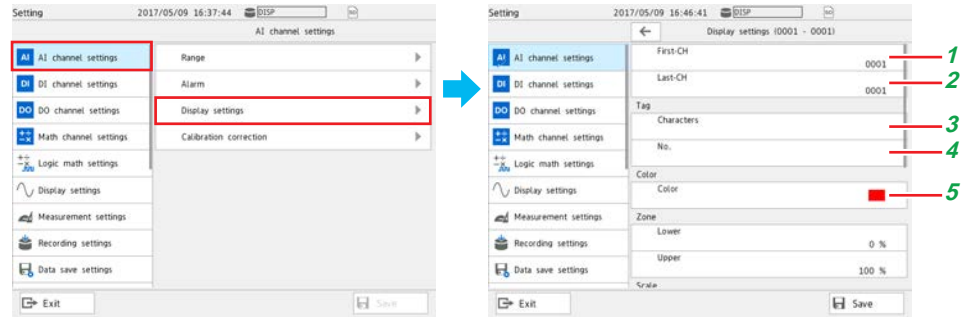 Setting 2017/05/09 16:37:44 DISP
AI channel settings
AI AI channel settings
DI DI channel settings
DO DO channel settings
Math channel settings
Logic math settings
Display settings
Measurement settings
Recording settings
Data save settings
Range
Alarm
Display settings
Calibration correction
Exit
Save
Setting 2017/05/09 16:46:41 DISP
Display settings (0001 - 0001)
AI AI channel settings
DI DI channel settings
DO DO channel settings
Math channel settings
Logic math settings
Display settings
Measurement settings
Recording settings
Data save settings
First-CH
0001
1
Last-CH
0001
2
Tag
Characters
3
No.
4
Color
Color
5
Zone
Lower
0 %
Upper
100 %
Scale
Exit
Save